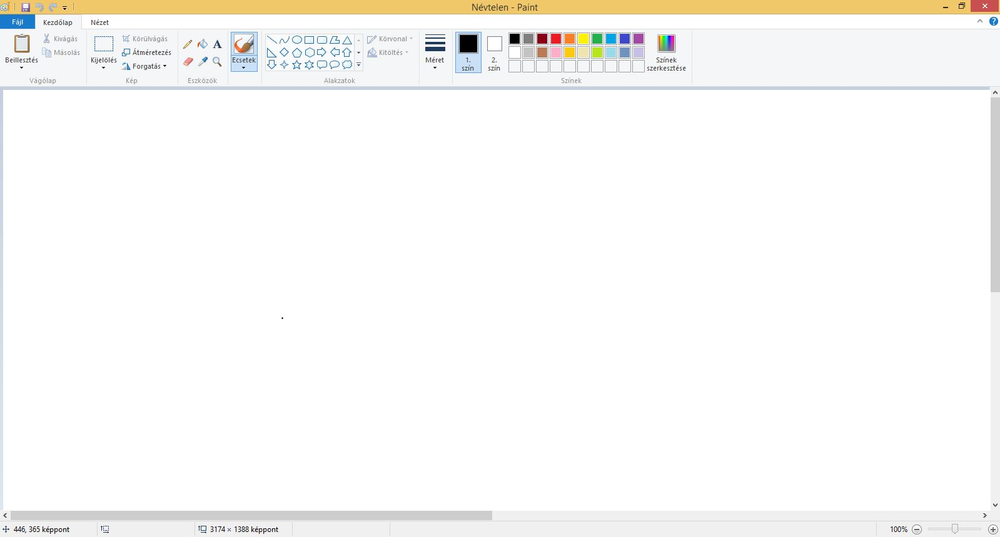 Névtelen - Paint
Fájl Kezdőlap Nézet
Beillesztés
Kivágás
Másolás
Vágólap
Kijelölés
Körülvágás
Átméretezés
Forgatás
Kép
A
Eszközök
Ecsetek
Alakzatok
Körvonal
Kitöltés
Méret
1.
szín
2.
szín
Színek
szerkesztése
Színek
446, 365 képpont
3174 × 1388 képpont
100%